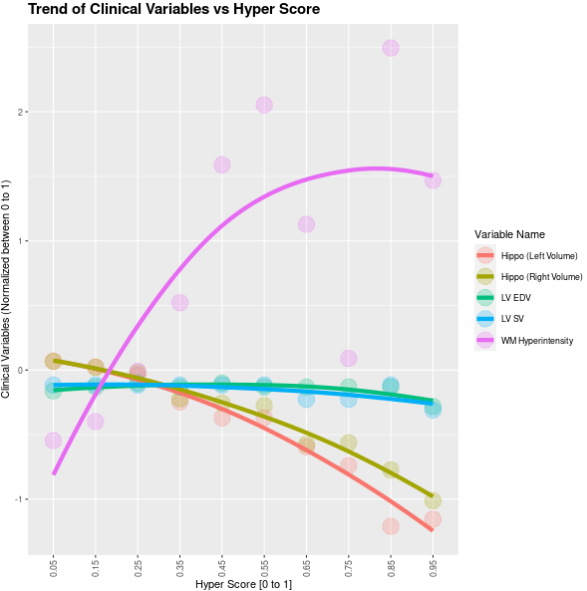 Trend of Clinical Variables vs Hyper Score
Clinical Variables (Normalized between 0 to 1)
2
1
0
-1
0.05
0.15
0.25
0.35
0.45
0.55
0.65
0.75
0.85
0.95
Hyper Score [0 to 1]
Variable Name
Hippo (Left Volume)
Hippo (Right Volume)
LV EDV
LV SV
WM Hyperintensity